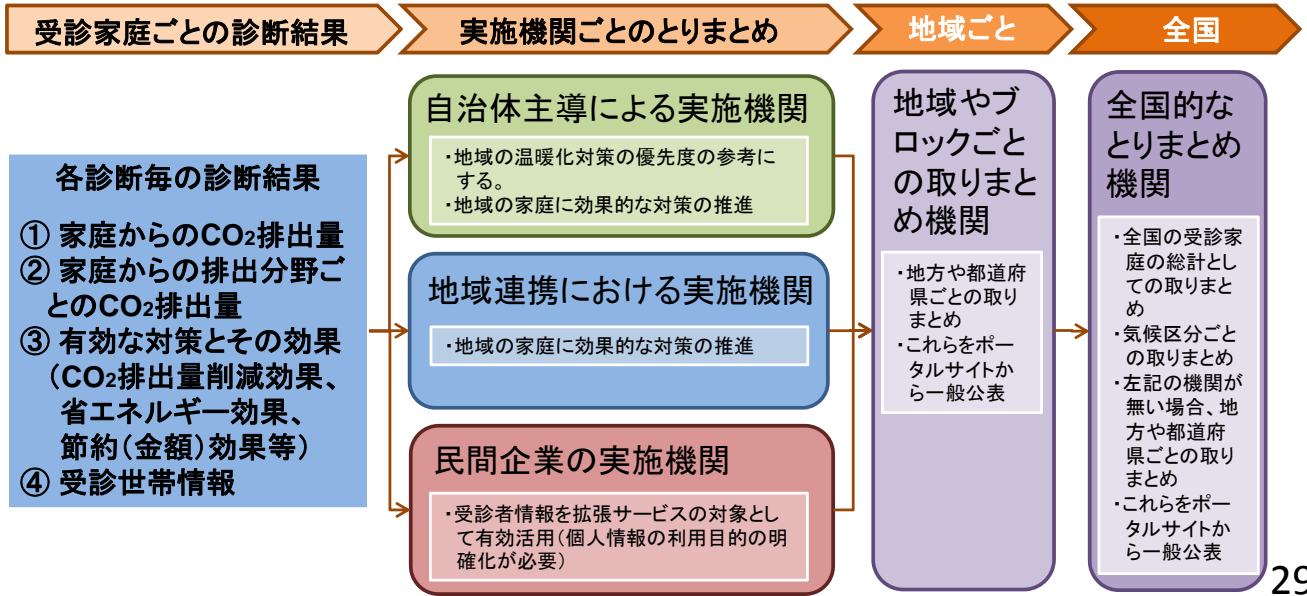 受診家庭ごとの診断結果
実施機関ごとのとりまとめ
地域ごと
全国
各診断毎の診断結果
① 家庭からのCO2排出量
② 家庭からの排出分野ご
とのCO2排出量
③ 有効な対策とその効果
(CO2排出量削減効果、
省エネルギー効果、
節約(金額)効果等)
④ 受診世帯情報
自治体主導による実施機関
・地域の温暖化対策の優先度の参考に
する。
・地域の家庭に効果的な対策の推進
地域連携における実施機関
・地域の家庭に効果的な対策の推進
民間企業の実施機関
・受診者情報を拡張サービスの対象とし
て有効活用(個人情報の利用目的の明
確化が必要)
地域やブ
ロックごと
の取りまと
め機関
・地方や都道府
県ごとの取り
まとめ
・これらをポー
タルサイトか
ら一般公表
全国的な
とりまとめ
機関
・全国の受診家
庭の総計とし
ての取りまと
め
・気候区分ごと
の取りまとめ
・左記の機関が
無い場合、地
方や都道府
県ごとの取り
まとめ
・これらをポー
タルサイトか
ら一般公表
29